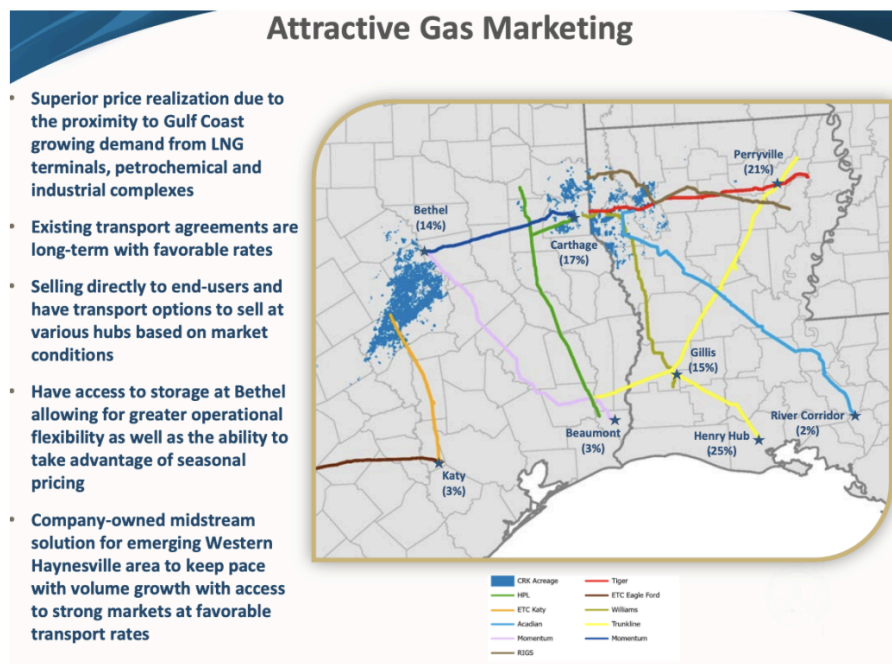 Attractive Gas Marketing
• Superior price realization due to
the proximity to Gulf Coast
growing demand from LNG
terminals, petrochemical and
industrial complexes
• Existing transport agreements are
long-term with favorable rates
• Selling directly to end-users and
have transport options to sell at
various hubs based on market
conditions
• Have access to storage at Bethel
allowing for greater operational
flexibility as well as the ability to
take advantage of seasonal
pricing
• Company-owned midstream
solution for emerging Western
Haynesville area to keep pace
with volume growth with access
to strong markets at favorable
transport rates
Perryville
(21%)
Bethel
(14%)
Carthage
(17%)
Gillis
(15%)
River Corridor
(2%)
Beaumont
(3%)
Henry Hub
(25%)
Katy
(3%)
CRK Acreage
HPL
ETC Katy
Acadian
Momentum
RIGS
Tiger
ETC Eagle Ford
Williams
Trunkline
Momentum